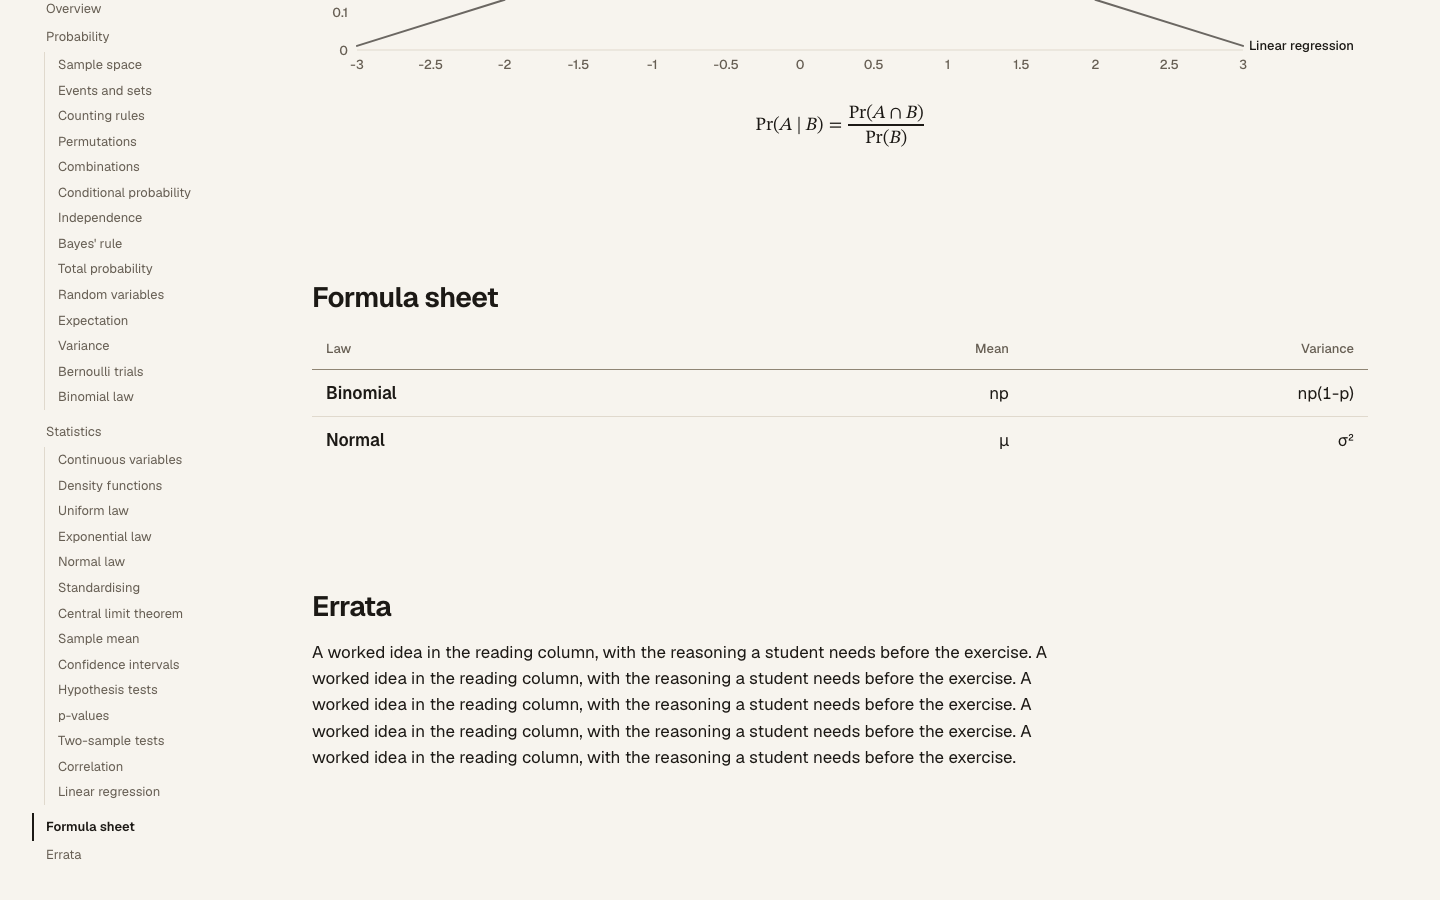 Overview
Probability
Sample space
Events and sets
Counting rules
Permutations
Combinations
Conditional probability
Independence
Bayes' rule
Total probability
Random variables
Expectation
Variance
Bernoulli trials
Binomial law
Statistics
Continuous variables
Density functions
Uniform law
Exponential law
Normal law
Standardising
Central limit theorem
Sample mean
Confidence intervals
Hypothesis tests
p-values
Two-sample tests
Correlation
Linear regression
Formula sheet
Errata
0.1
0
Linear regression
-3 -2.5 -2 -1.5 -1 -0.5 0 0.5 1 1.5 2 2.5 3
Pr(A | B) = Pr(A ∩ B) / Pr(B)
Formula sheet
Law Mean Variance
Binomial np np(1-p)
Normal μ σ²
Errata
A worked idea in the reading column, with the reasoning a student needs before the exercise. A
worked idea in the reading column, with the reasoning a student needs before the exercise. A
worked idea in the reading column, with the reasoning a student needs before the exercise. A
worked idea in the reading column, with the reasoning a student needs before the exercise. A
worked idea in the reading column, with the reasoning a student needs before the exercise.